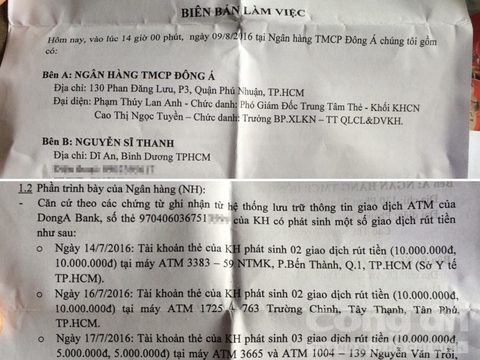 BIÊN BẢN LÀM VIỆC
Hôm nay, vào lúc 14 giờ 00 phút, ngày 09/8/2016 tại Ngân hàng TMCP Đông Á chúng tôi gồm
có:
Bên A: NGÂN HÀNG TMCP ĐÔNG Á
Địa chỉ: 130 Phan Đăng Lưu, P3, Quận Phú Nhuận, TP.HCM
Đại diện: Phạm Thúy Lan Anh - Chức danh: Phó Giám Đốc Trung Tâm Thẻ - Khối KHCN
Cao Thị Ngọc Tuyền – Chức danh: Trưởng BP.XLKN – TT QLCL&DVKH.
Bên B: NGUYỄN SĨ THANH
Địa chỉ: Dĩ An, Bình Dương TPHCM
1.2 Phần trình bày của Ngân hàng (NH):
- Căn cứ theo các chứng từ ghi nhận từ hệ thống lưu trữ thông tin giao dịch ATM của
DongA Bank, số thẻ 970406036751 của KH có phát sinh một số giao dịch rút tiền
như sau:
o Ngày 14/7/2016: Tài khoản thẻ của KH phát sinh 02 giao dịch rút tiền (10.000.000đ,
10.000.000đ) tại máy ATM 3383 – 59 NTMK, P.Bến Thành, Q.1, TP.HCM (Sở Y tế
TP.HCM).
o Ngày 16/7/2016: Tài khoản thẻ của KH phát sinh 02 giao dịch rút tiền (10.000.000đ,
10.000.000đ) tại máy ATM 1725 – 763 Trường Chinh, Tây Thạnh, Tân Phú,
TP.HCM.
o Ngày 17/7/2016: Tài khoản thẻ của KH phát sinh 03 giao dịch rút tiền (10.000.000đ,
5.000.000đ, 5.000.000đ) tại máy ATM 3665 và ATM 1004 – 139 Nguyễn Văn Trỗi,